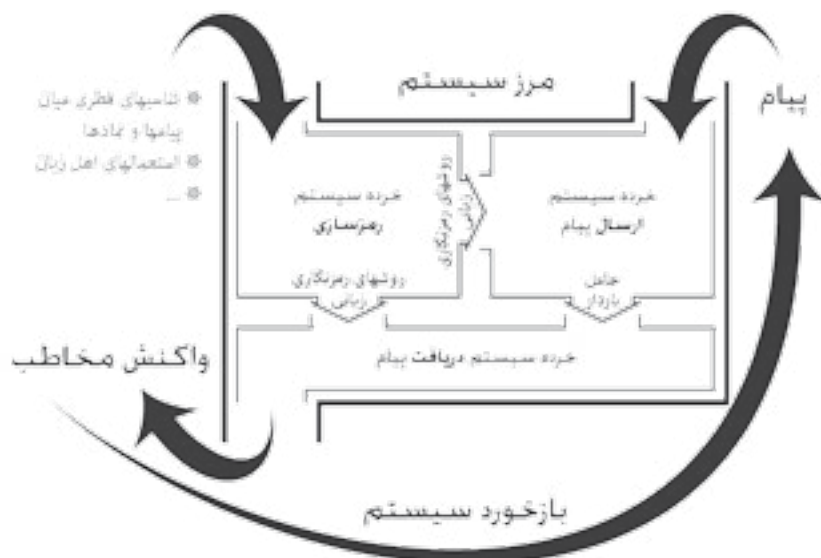 مرز سیستم
پیام
تناسبهای فطری میان
پیامها و نمادها
استعمالهای اهل زبان
...
خرده سیستم
ارسال پیام
روشهای رمزنگاری
زبانی
خرده سیستم
رمزسازی
حامل
باردار
روشهای رمزنگاری
زبانی
خرده سیستم دریافت پیام
واکنش مخاطب
بازخورد سیستم